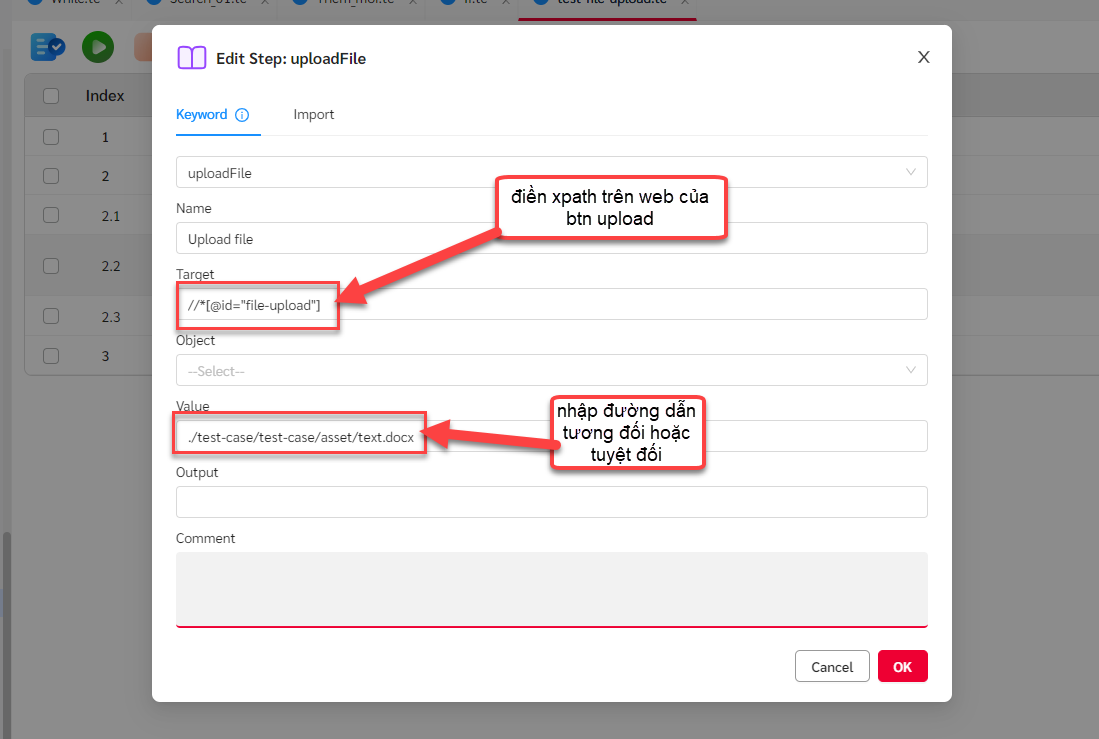 While.tc
Search_01.tc
Them_moi.tc
if.tc
test-file-upload.tc
Edit Step: uploadFile
X
Keyword
Import
Index
1
2
2.1
2.2
2.3
3
uploadFile
điền xpath trên web của
btn upload
Name
Upload file
Target
//*[@id="file-upload"]
Object
--Select--
Value
./test-case/test-case/asset/text.docx
nhập đường dẫn
tương đối hoặc
tuyệt đối
Output
Comment
Cancel
OK